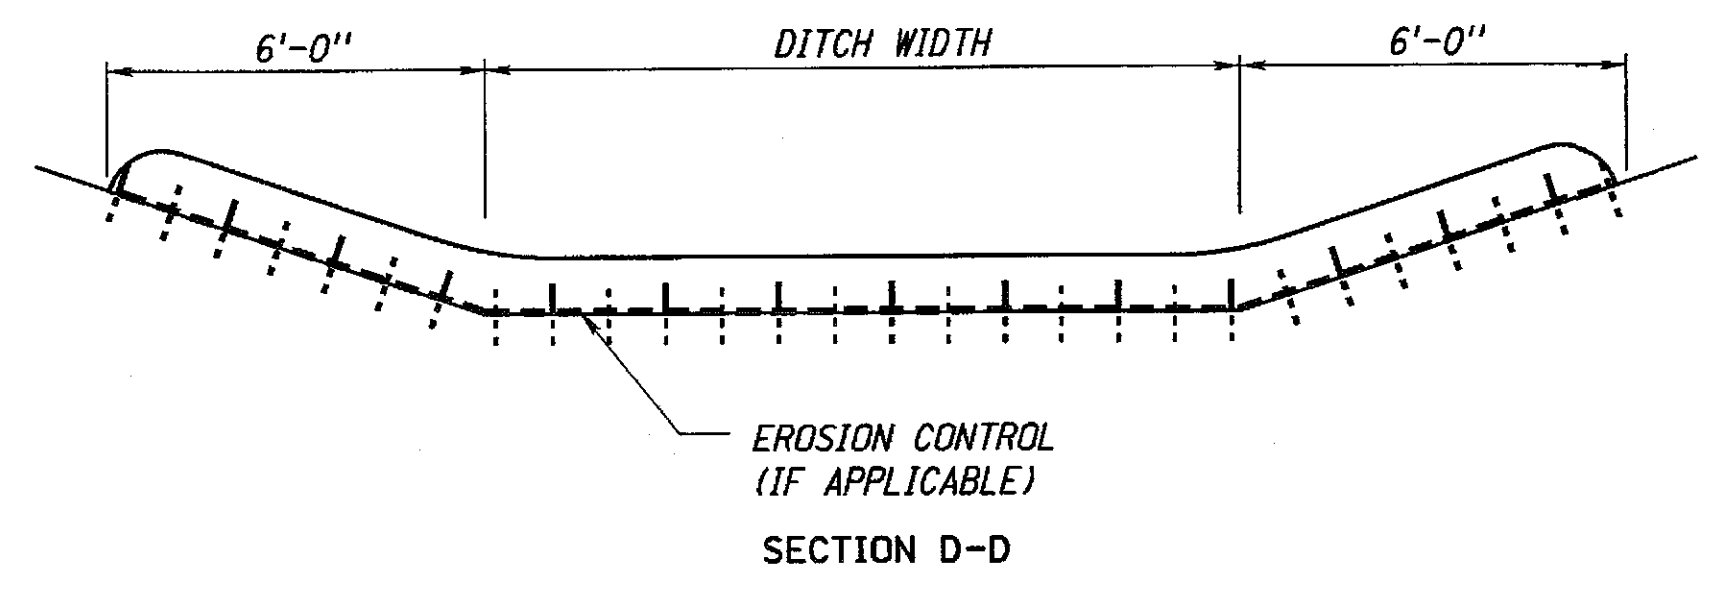 6'-0"
DITCH WIDTH
6'-0"
EROSION CONTROL
(IF APPLICABLE)
SECTION D-D